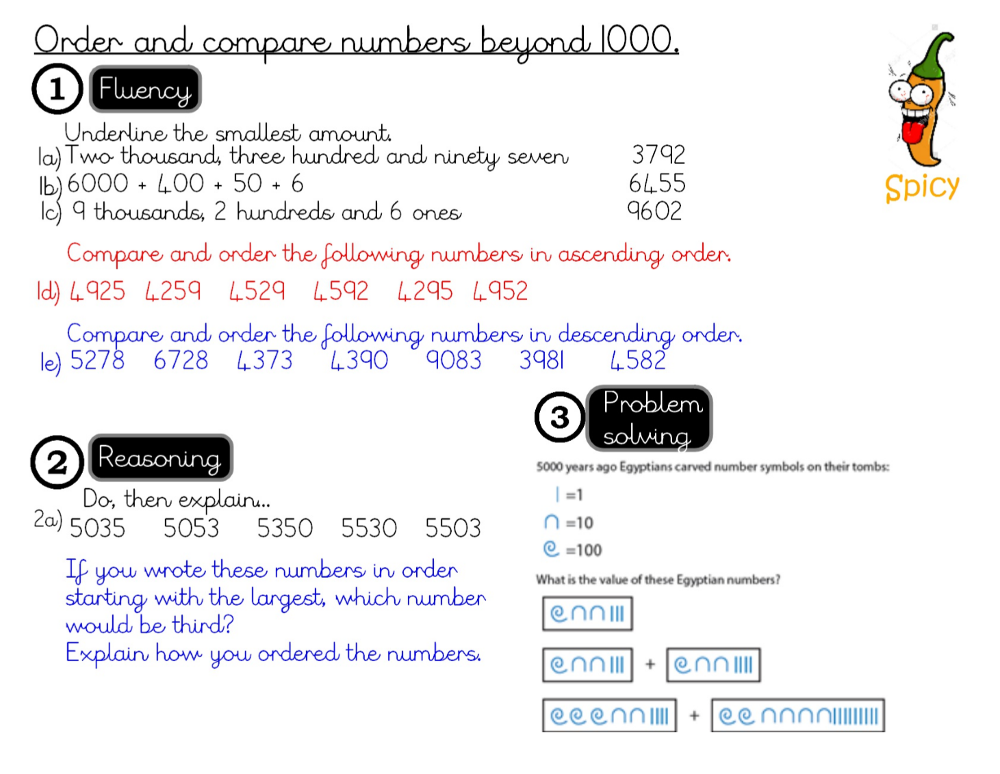 Order and compare numbers beyond 1000.
1 Fluency
Underline the smallest amount.
1a) Two thousand, three hundred and ninety seven 3792
1b) 6000 + 400 + 50 + 6 6455
1c) 9 thousands, 2 hundreds and 6 ones 9602
Spicy
Compare and order the following numbers in ascending order.
1d) 4925 4259 4529 4592 4295 4952
Compare and order the following numbers in descending order.
1e) 5278 6728 4373 4390 9083 3981 4582
2 Reasoning
Do, then explain...
2a) 5035 5053 5350 5530 5503
If you wrote these numbers in order
starting with the largest, which number
would be third?
Explain how you ordered the numbers.
3 Problem
solving
5000 years ago Egyptians carved number symbols on their tombs:
| =1
∩ =10
=100
What is the value of these Egyptian numbers?
+
+